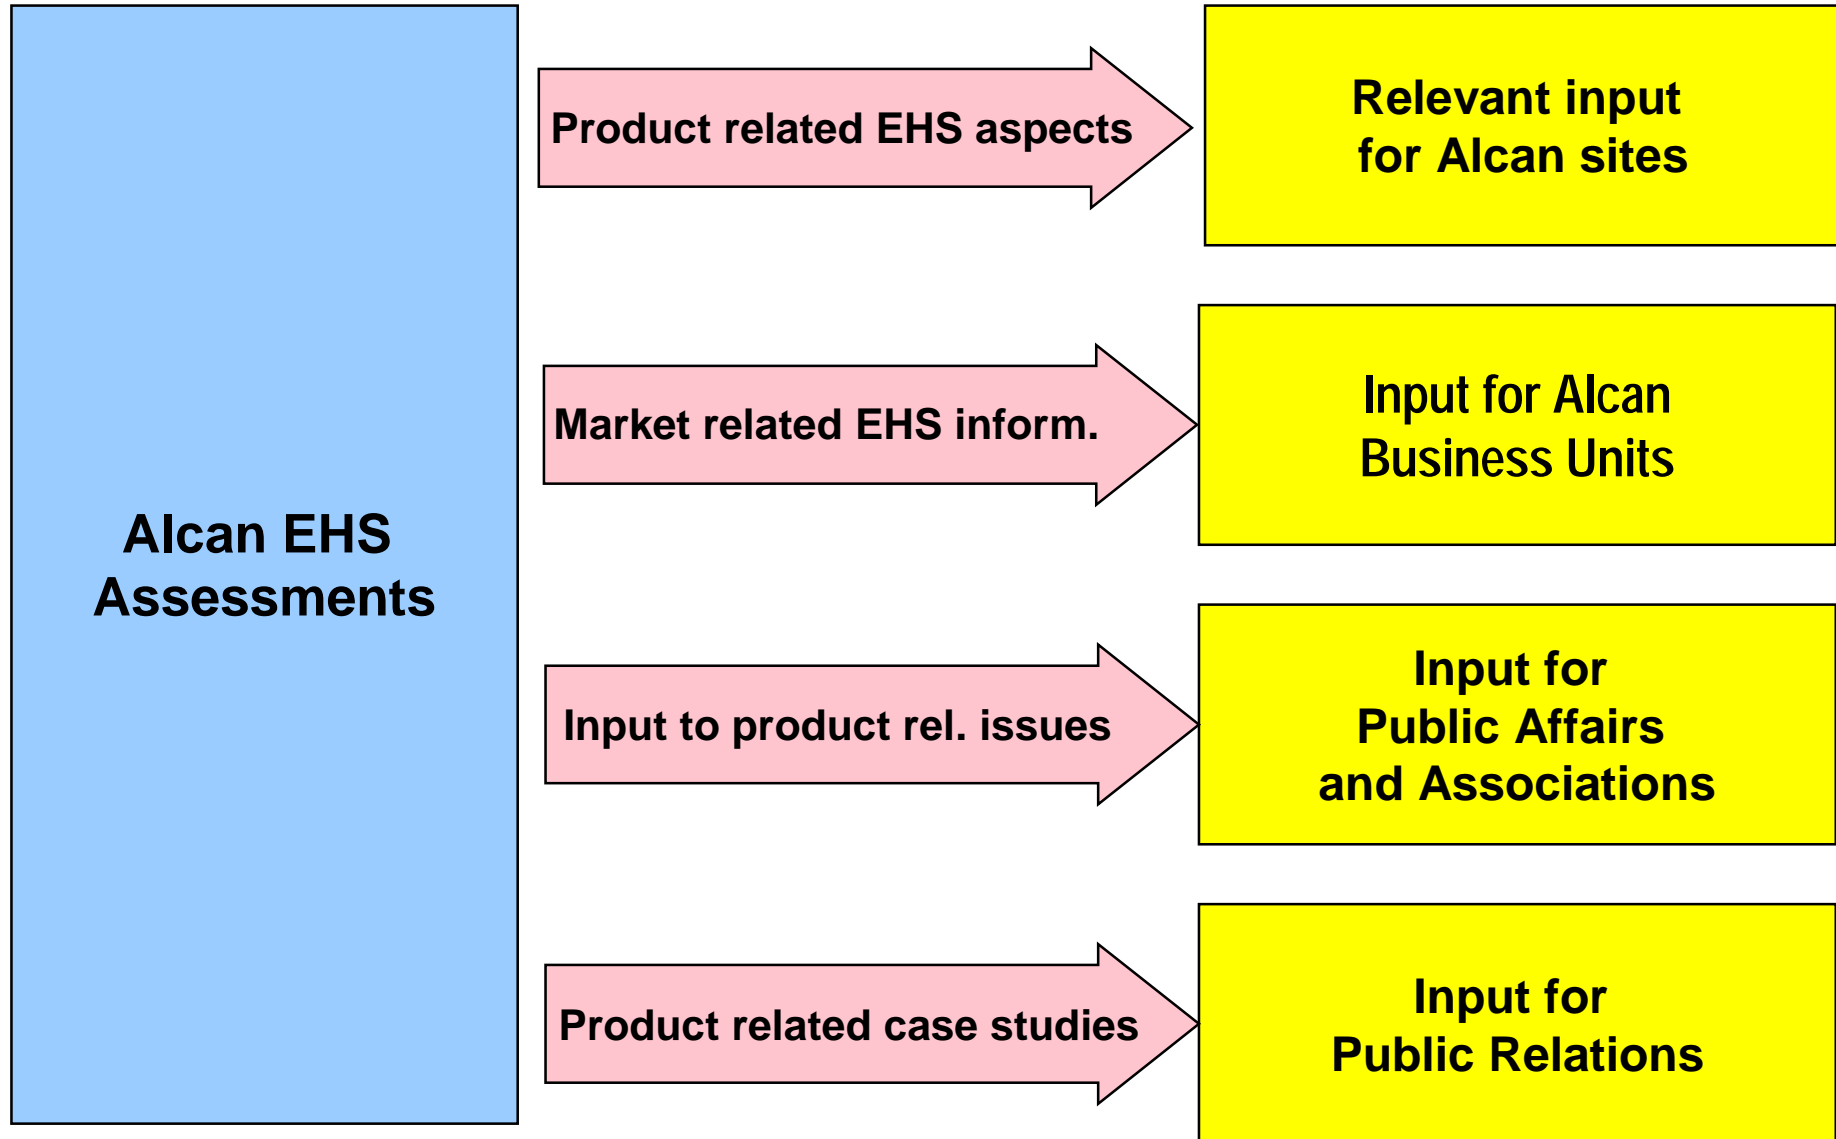 Alcan EHS
Assessments
Product related EHS aspects
Relevant input
for Alcan sites
Market related EHS inform.
Input for Alcan
Business Units
Input to product rel. issues
Input for
Public Affairs
and Associations
Product related case studies
Input for
Public Relations